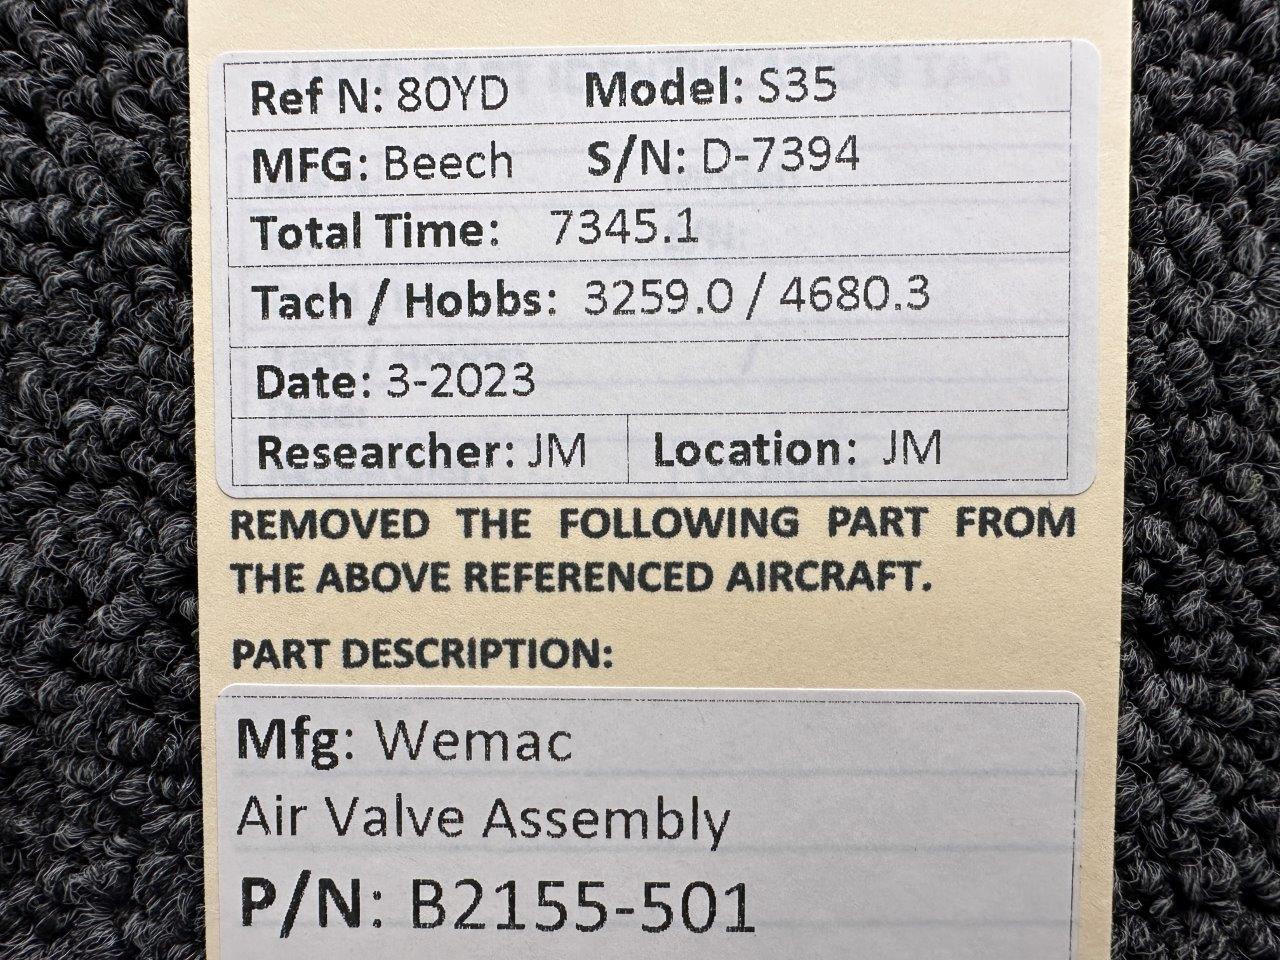 Ref N: 80YD Model: S35
MFG: Beech S/N: D-7394
Total Time: 7345.1
Tach / Hobbs: 3259.0 / 4680.3
Date: 3-2023
Researcher: JM Location: JM
REMOVED THE FOLLOWING PART FROM
THE ABOVE REFERENCED AIRCRAFT.
PART DESCRIPTION:
Mfg: Wemac
Air Valve Assembly
P/N: B2155-501